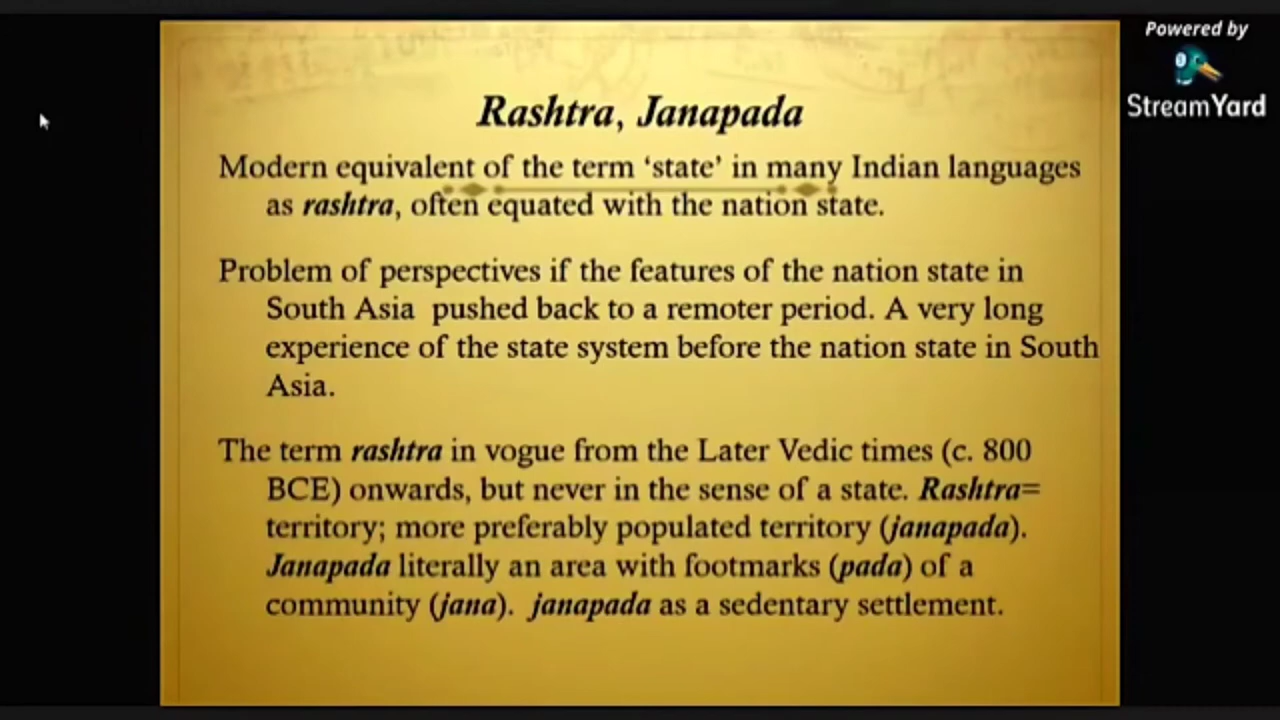 Powered by
StreamYard
Rashtra, Janapada
Modern equivalent of the term ‘state’ in many Indian languages
as rashtra, often equated with the nation state.
Problem of perspectives if the features of the nation state in
South Asia pushed back to a remoter period. A very long
experience of the state system before the nation state in South
Asia.
The term rashtra in vogue from the Later Vedic times (c. 800
BCE) onwards, but never in the sense of a state. Rashtra=
territory; more preferably populated territory (janapada).
Janapada literally an area with footmarks (pada) of a
community (jana). janapada as a sedentary settlement.